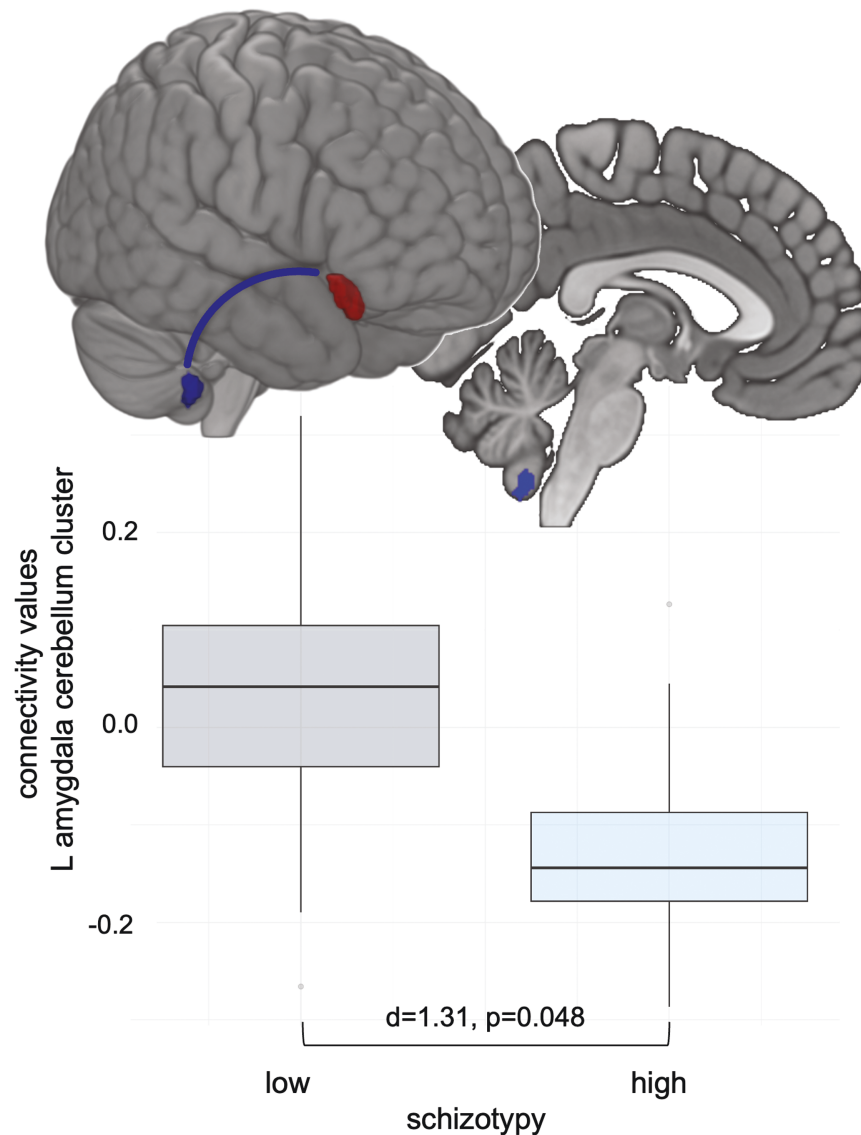 connectivity values
L amygdala cerebellum cluster
0.2
0.0
-0.2
d=1.31, p=0.048
low
high
schizotypy